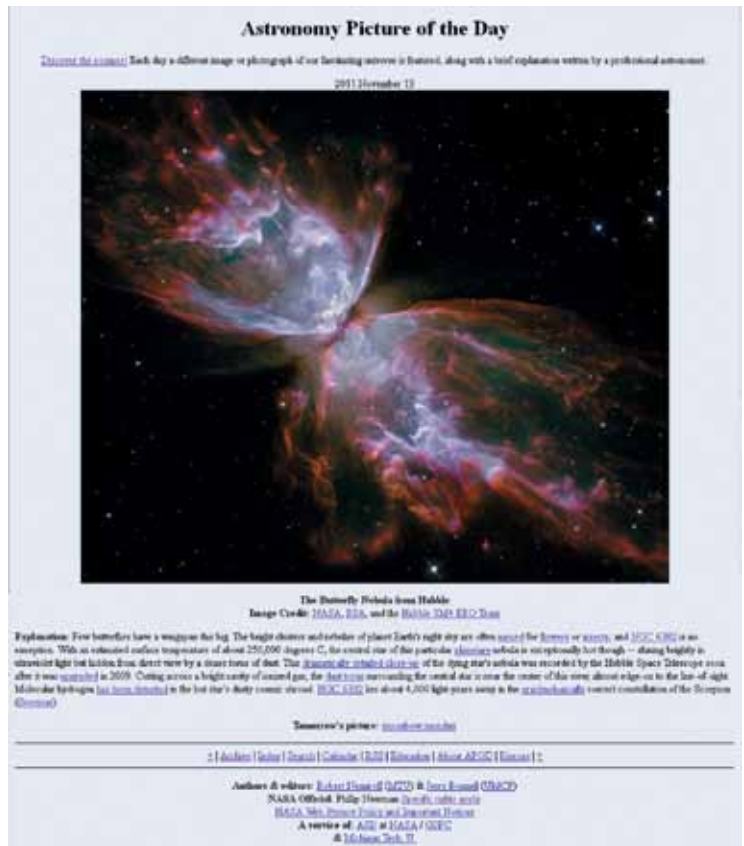 Astronomy Picture of the Day
Discover the cosmos! Each day a different image or photograph of our fascinating universe is featured, along with a brief explanation written by a professional astronomer.
November 13
The Butterfly Nebula from Hubble
Image Credit: NASA, ESA, and the Hubble SM4 ERO Team
Explanation: Few butterflies have a wingspan this big. The bright clusters and nebulae of planet Earth's night sky are often named for flowers or insects, and NGC 6302 is no
exception. With an estimated surface temperature of about 250,000 degrees C, the central star of this particular planetary nebula is exceptionally hot though -- shining brightly in
ultraviolet light but hidden from direct view by a dense torus of dust. This dramatically detailed close-up of the dying star's nebula was recorded by the Hubble Space Telescope soon
after it was upgraded in 2009. Cutting across a bright cavity of ionized gas, the dust torus surrounding the central star is near the center of this view, almost edge-on to the line-of-sight.
Molecular hydrogen has been detected in the hot star's dusty cosmic shroud. NGC 6302 lies about 4,000 light-years away in the arachnologically correct constellation of the Scorpion
(Scorpius).
Tomorrow's picture:
| Archive | Index | Search | Calendar | RSS | Education | About APOD | Discuss |
Authors & editors: Robert Nemiroff (MTU) & Jerry Bonnell (UMCP)
NASA Official: Phillip Newman Specific rights apply
NASA Web Privacy Policy and Important Notices
A service of: ASD at NASA / GSFC
& Michigan Tech. U.